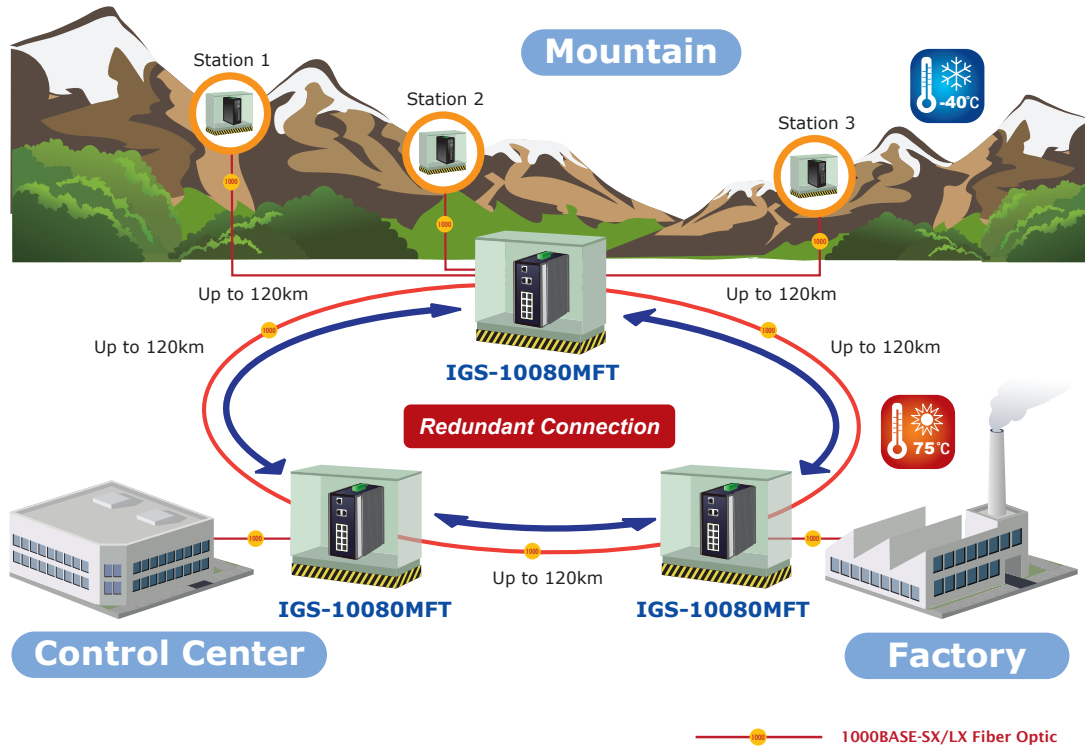 Mountain
Station 1
Station 2
Station 3
-40°C
1000
1000
1000
Up to 120km
Up to 120km
1000
1000
Up to 120km
Up to 120km
IGS-10080MFT
Redundant Connection
75°C
1000
1000
1000
Up to 120km
IGS-10080MFT
IGS-10080MFT
Control Center
Factory
1000
1000BASE-SX/LX Fiber Optic